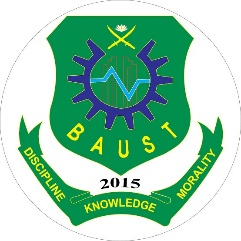 BAUST
2015
DISCIPLINE
KNOWLEDGE
MORALITY